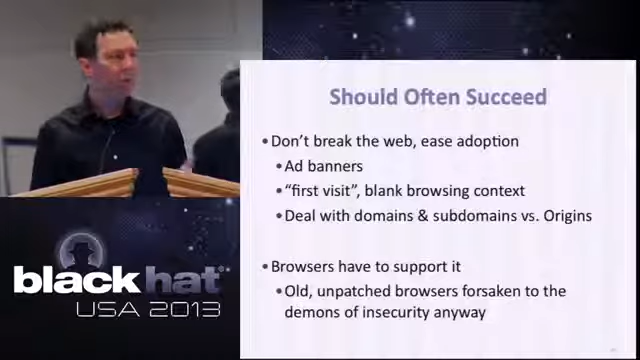 Should Often Succeed
• Don't break the web, ease adoption
• Ad banners
• "first visit", blank browsing context
• Deal with domains & subdomains vs. Origins
• Browsers have to support it
• Old, unpatched browsers forsaken to the
demons of insecurity anyway
black hat®
USA 2013